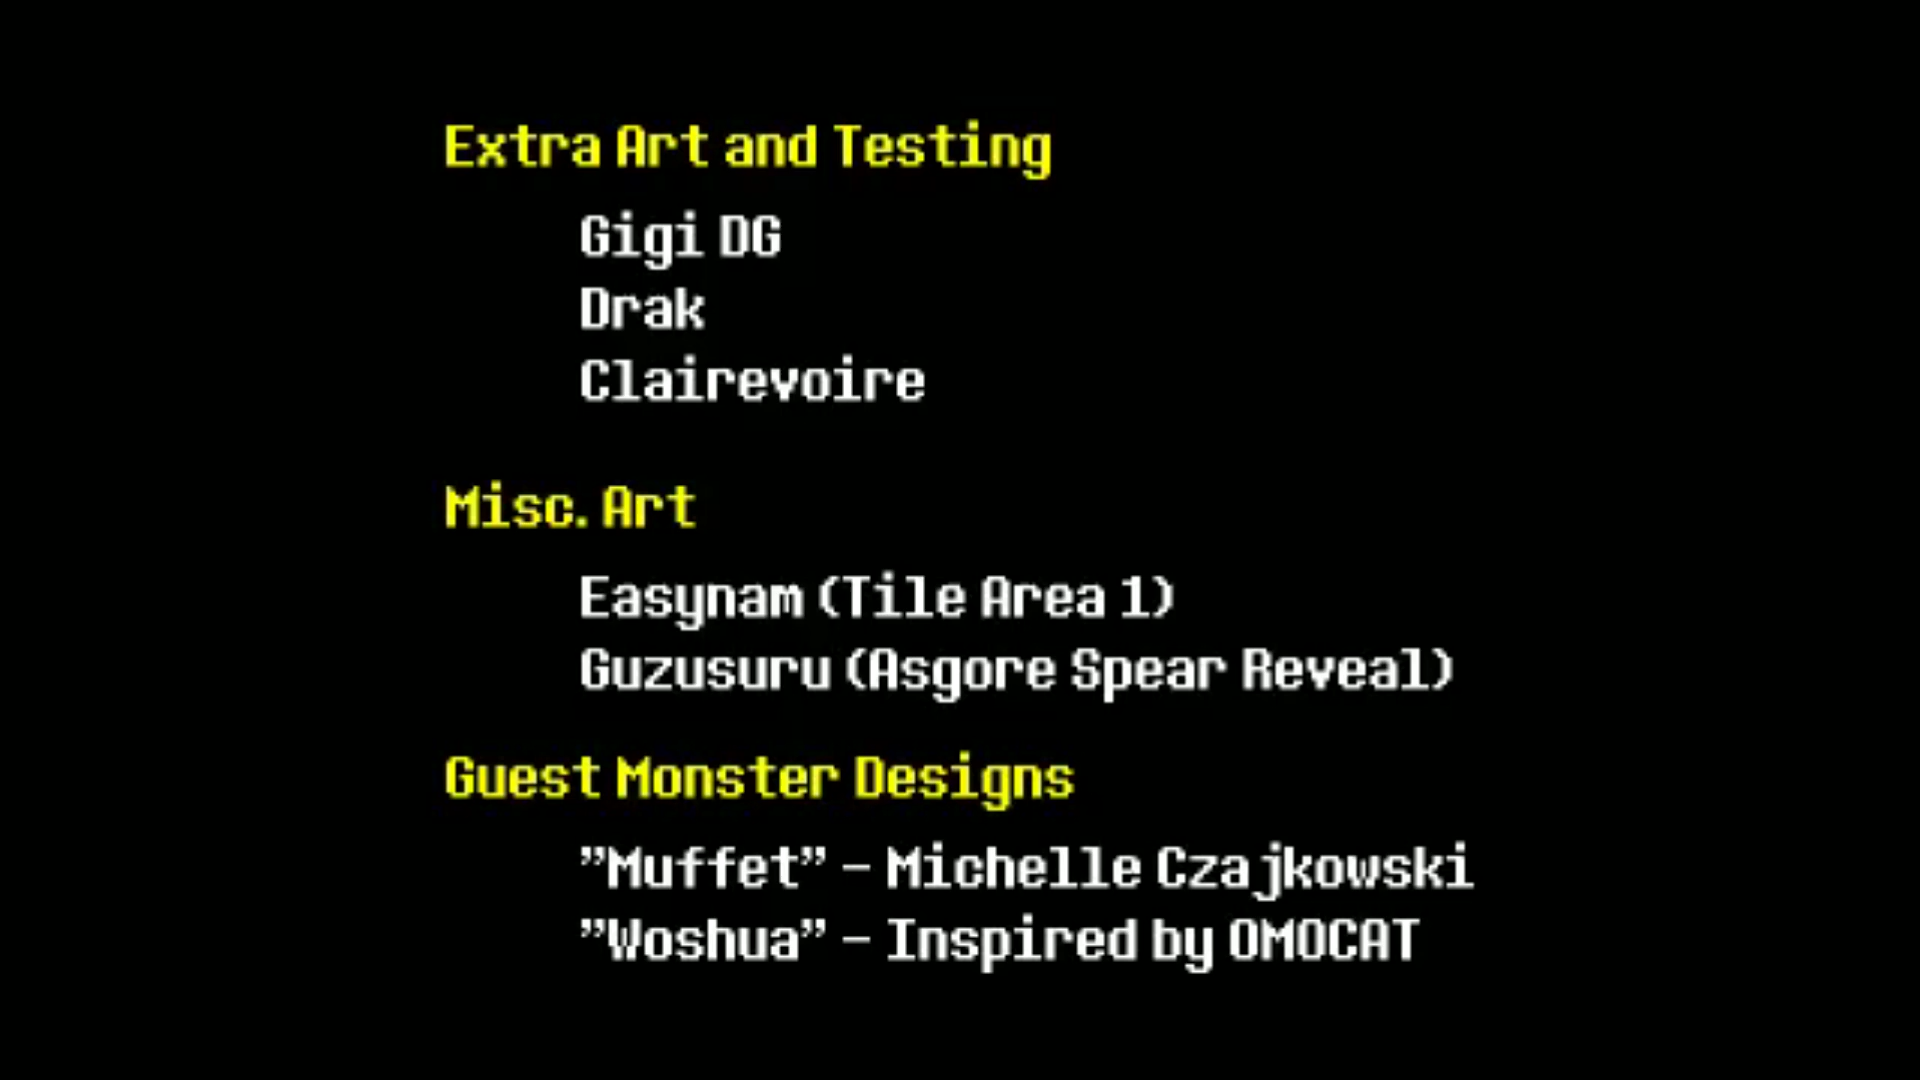 Extra Art and Testing
Gigi DG
Drak
Clairevoire
Misc. Art
Easynam (Tile Area 1)
Guzusuru (Asgore Spear Reveal)
Guest Monster Designs
”Muffet” - Michelle Czajkowski
”Woshua” - Inspired by OMOCAT